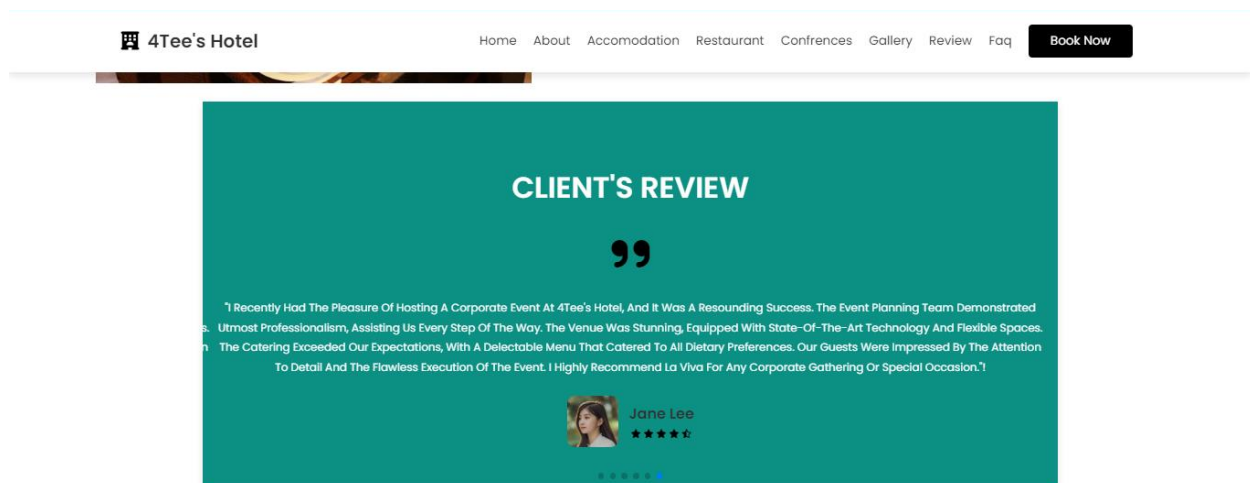 4Tee's Hotel
Home About Accomodation Restaurant Confrences Gallery Review Faq Book Now
CLIENT'S REVIEW
"I Recently Had The Pleasure Of Hosting A Corporate Event At 4Tee's Hotel, And It Was A Resounding Success. The Event Planning Team Demonstrated
s. Utmost Professionalism, Assisting Us Every Step Of The Way. The Venue Was Stunning, Equipped With State-Of-The-Art Technology And Flexible Spaces.
n The Catering Exceeded Our Expectations, With A Delectable Menu That Catered To All Dietary Preferences. Our Guests Were Impressed By The Attention
To Detail And The Flawless Execution Of The Event. I Highly Recommend La Viva For Any Corporate Gathering Or Special Occasion."!
Jane Lee